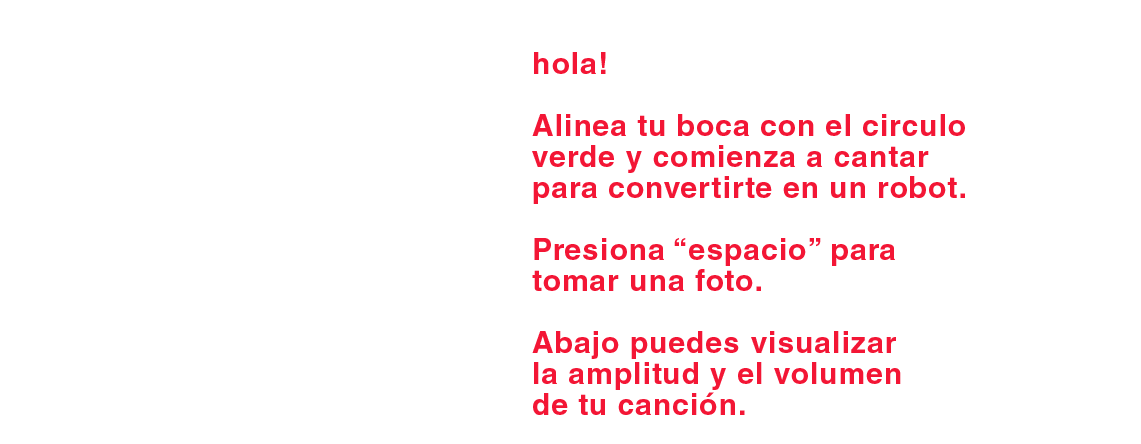 hola!
Alinea tu boca con el circulo
verde y comienza a cantar
para convertirte en un robot.
Presiona “espacio” para
tomar una foto.
Abajo puedes visualizar
la amplitud y el volumen
de tu canción.